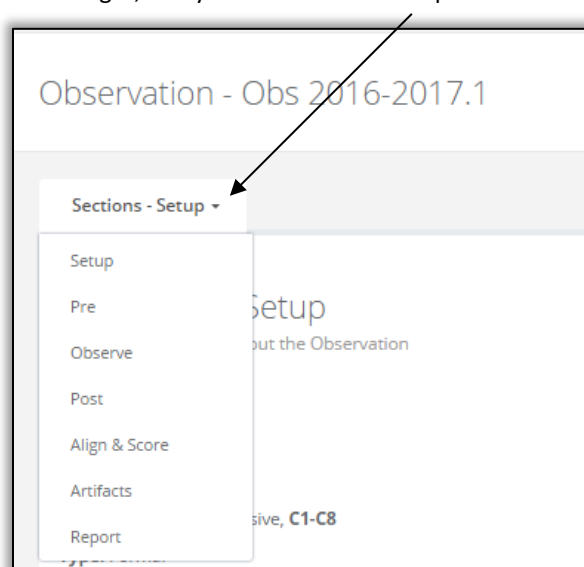 Observation - Obs 2016-2017.1
Sections - Setup
Setup
Pre
Setup
Observe
out the Observation
Post
Align & Score
Artifacts
sive, C1-C8
Report